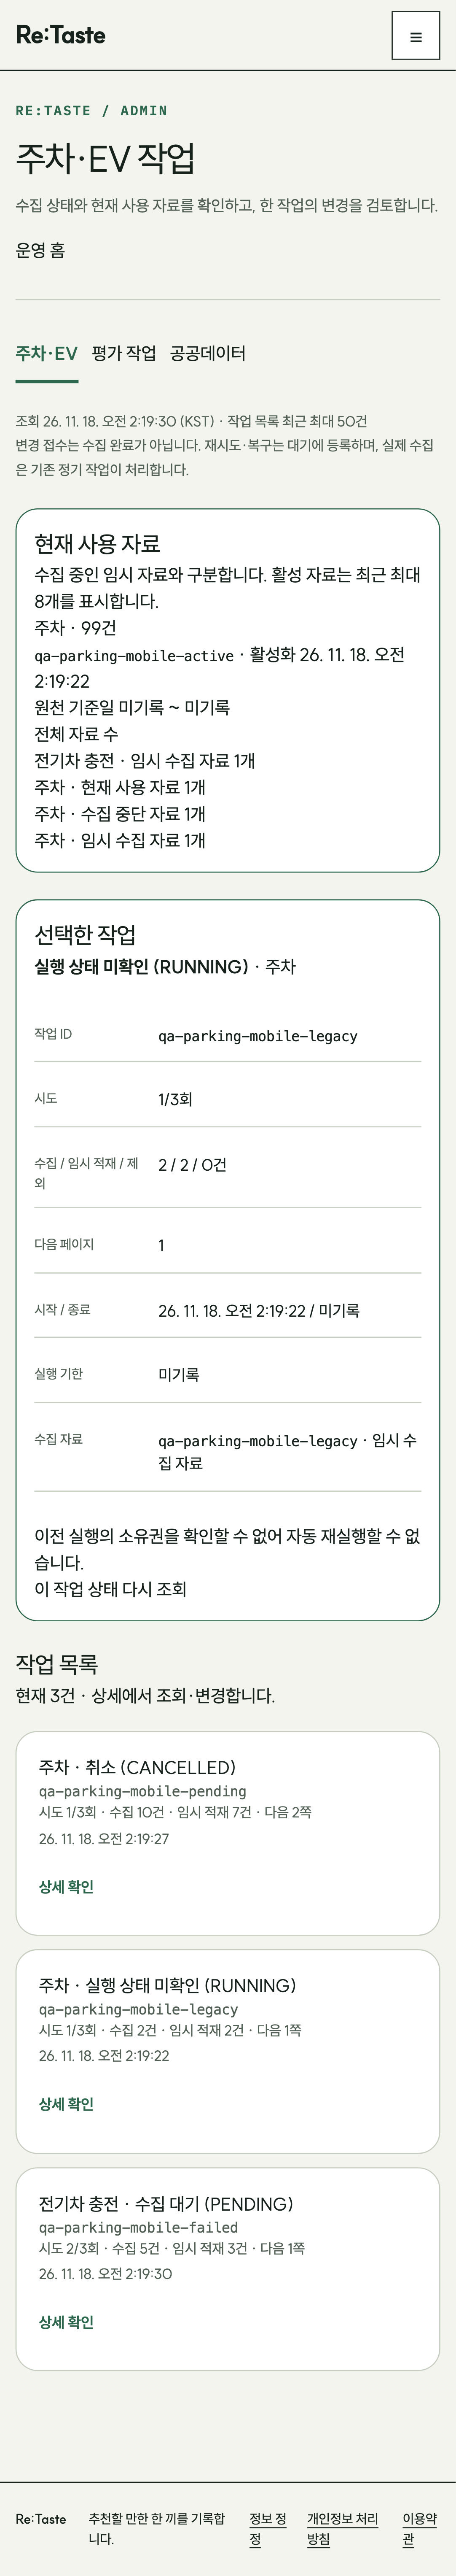 Re:Taste
≡
RE:TASTE / ADMIN
주차·EV 작업
수집 상태와 현재 사용 자료를 확인하고, 한 작업의 변경을 검토합니다.
운영 홈
주차·EV 평가 작업 공공데이터
조회 26. 11. 18. 오전 2:19:30 (KST) · 작업 목록 최근 최대 50건
변경 접수는 수집 완료가 아닙니다. 재시도·복구는 대기에 등록하며, 실제 수집
은 기존 정기 작업이 처리합니다.
현재 사용 자료
수집 중인 임시 자료와 구분합니다. 활성 자료는 최근 최대
8개를 표시합니다.
주차 · 99건
qa-parking-mobile-active · 활성화 26. 11. 18. 오전
2:19:22
원천 기준일 미기록 ~ 미기록
전체 자료 수
전기차 충전 · 임시 수집 자료 1개
주차 · 현재 사용 자료 1개
주차 · 수집 중단 자료 1개
주차 · 임시 수집 자료 1개
선택한 작업
실행 상태 미확인 (RUNNING) · 주차
작업 ID qa-parking-mobile-legacy
시도 1/3회
수집 / 임시 적재 / 제 2 / 2 / 0건
외
다음 페이지 1
시작 / 종료 26. 11. 18. 오전 2:19:22 / 미기록
실행 기한 미기록
수집 자료 qa-parking-mobile-legacy · 임시 수
집 자료
이전 실행의 소유권을 확인할 수 없어 자동 재실행할 수 없
습니다.
이 작업 상태 다시 조회
작업 목록
현재 3건 · 상세에서 조회·변경합니다.
주차 · 취소 (CANCELLED)
qa-parking-mobile-pending
시도 1/3회 · 수집 10건 · 임시 적재 7건 · 다음 2쪽
26. 11. 18. 오전 2:19:27
상세 확인
주차 · 실행 상태 미확인 (RUNNING)
qa-parking-mobile-legacy
시도 1/3회 · 수집 2건 · 임시 적재 2건 · 다음 1쪽
26. 11. 18. 오전 2:19:22
상세 확인
전기차 충전 · 수집 대기 (PENDING)
qa-parking-mobile-failed
시도 2/3회 · 수집 5건 · 임시 적재 3건 · 다음 1쪽
26. 11. 18. 오전 2:19:30
상세 확인
Re:Taste 추천할 만한 한 끼를 기록합 정보 정 개인정보 처리 이용약
니다. 정 방침 관